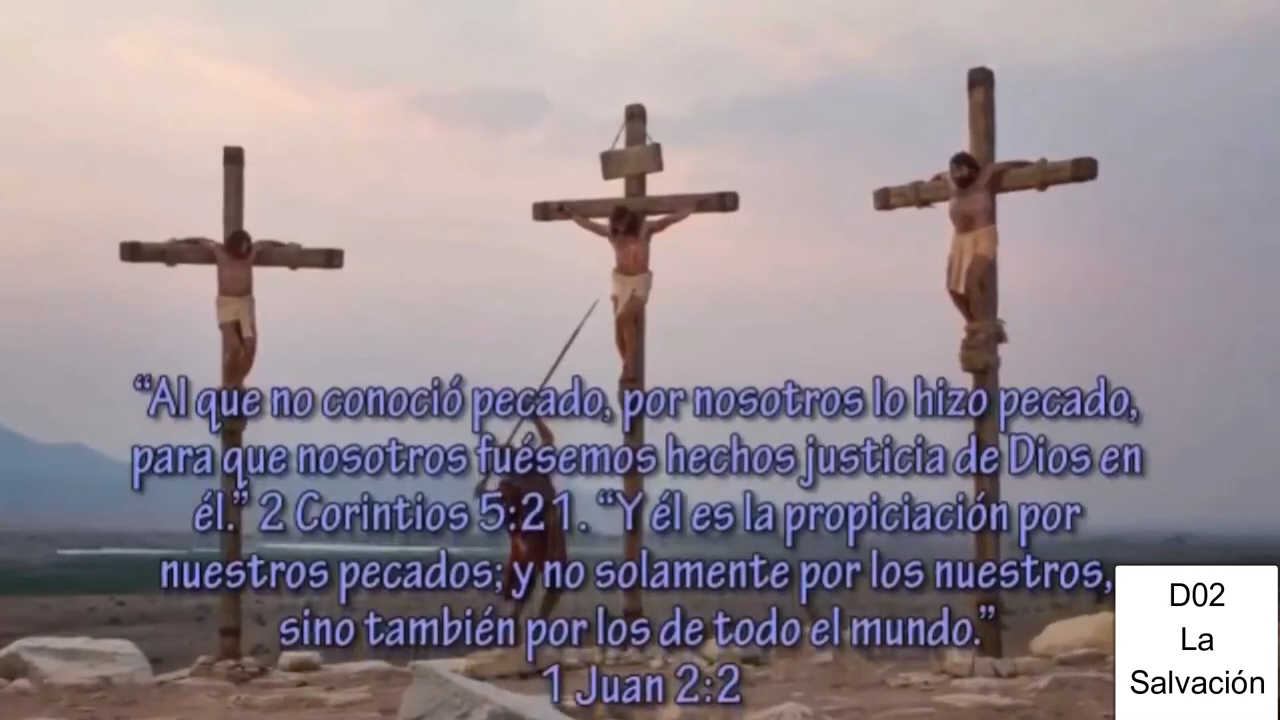 “Al que no conoció pecado, por nosotros lo hizo pecado,
para que nosotros fuésemos hechos justicia de Dios en
él.” 2 Corintios 5:21. “Y él es la propiciación por
nuestros pecados; y no solamente por los nuestros,
sino también por los de todo el mundo.”
1 Juan 2:2
D02
La
Salvación